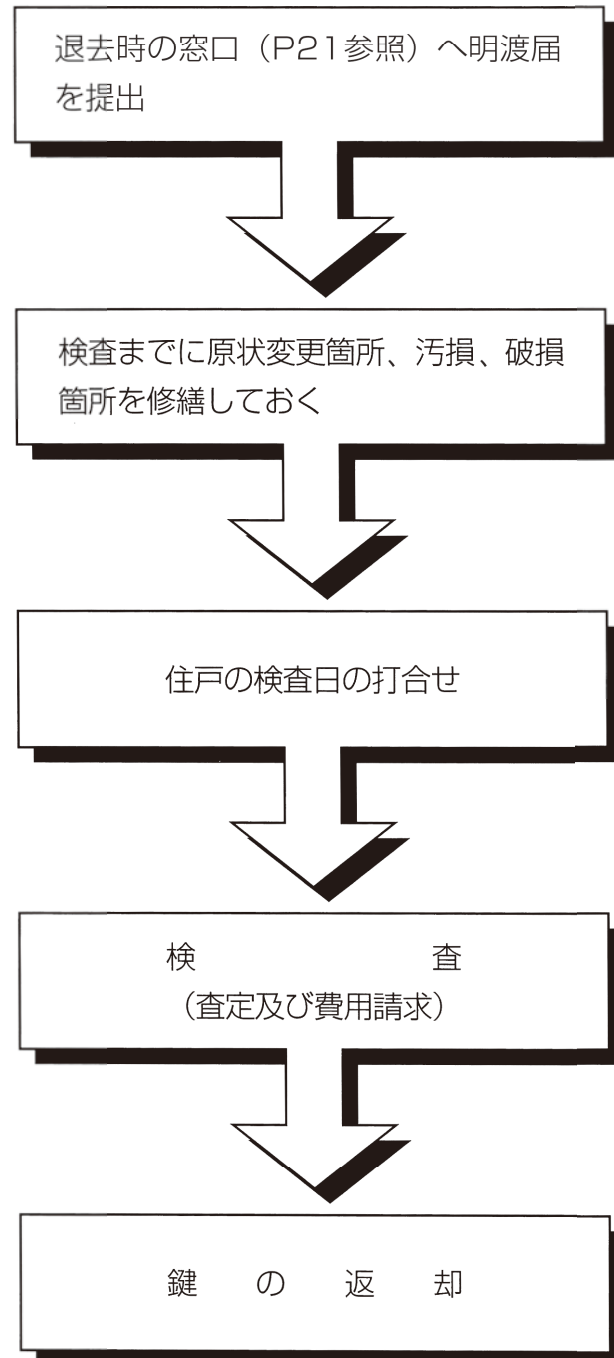 退去時の窓口（P21参照）へ明渡届
を提出
検査までに原状変更箇所、汚損、破損
箇所を修繕しておく
住戸の検査日の打合せ
検　　　　　　　　査
（査定及び費用請求）
鍵　の　返　却